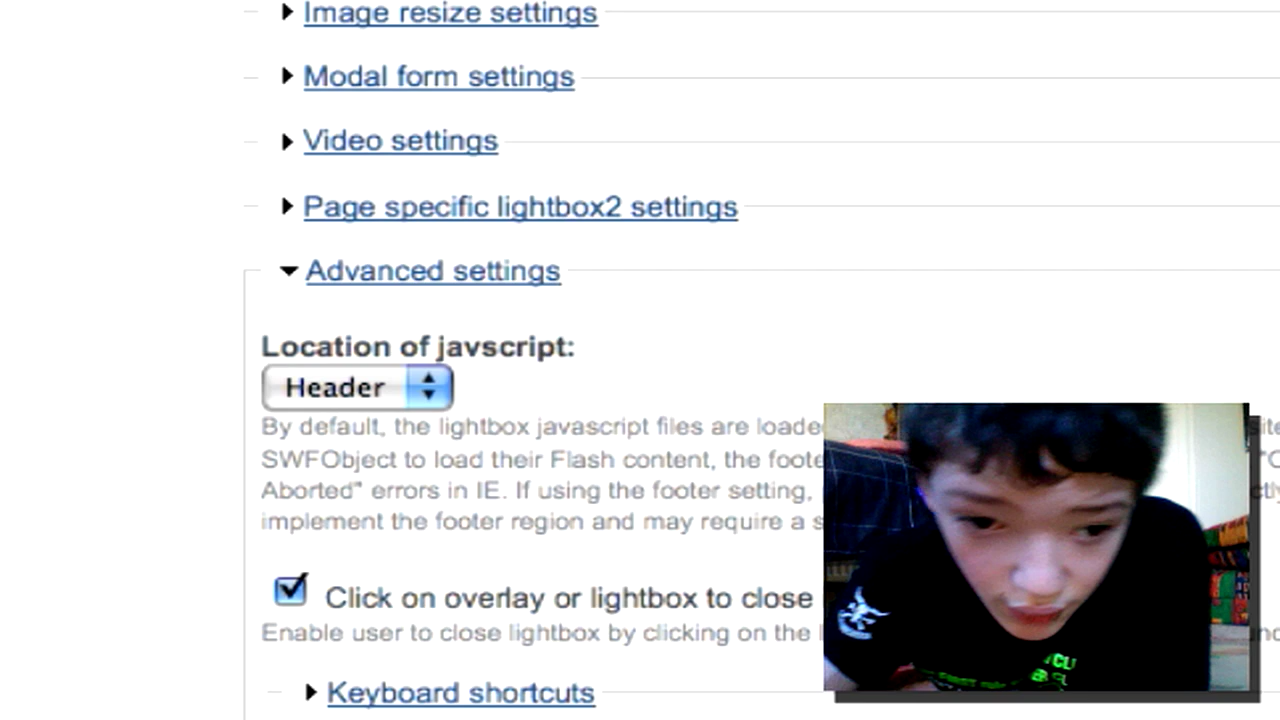 Image resize settings
Modal form settings
Video settings
Page specific lightbox2 settings
Advanced settings
Location of javscript:
Header
By default, the lightbox javascript files are loade
SWFObject to load their Flash content, the foote
Aborted" errors in IE. If using the footer setting,
implement the footer region and may require a s
Click on overlay or lightbox to close
Enable user to close lightbox by clicking on the l
Keyboard shortcuts